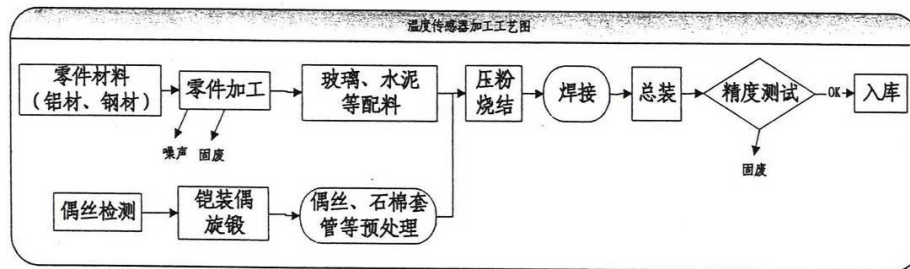 温度传感器加工工艺图
零件材料
（铝材、钢材）
零件加工
玻璃、水泥
等配料
压粉
烧结
焊接
总装
精度测试
OK
入库
噪声
固废
固废
偶丝检测
铠装偶
旋锻
偶丝、石棉套
管等预处理